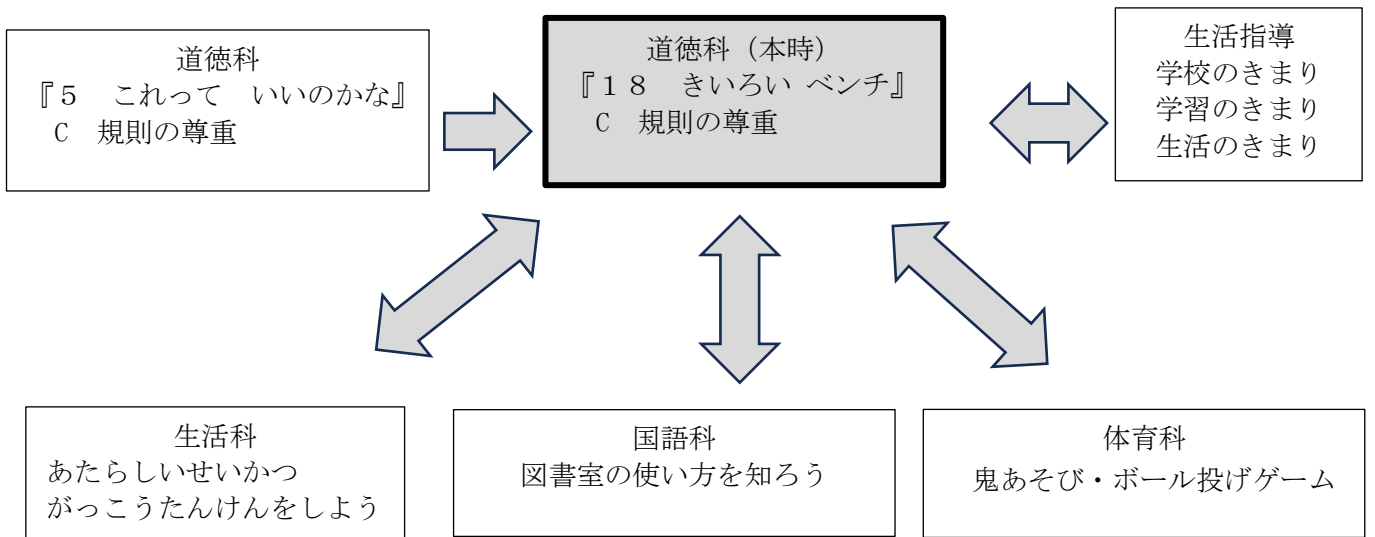 道徳科
『5　これって　いいのかな』
C　規則の尊重
道徳科（本時）
『18　きいろい ベンチ』
C　規則の尊重
生活指導
学校のきまり
学習のきまり
生活のきまり
生活科
あたらしいせいかつ
がっこうたんけんをしよう
国語科
図書室の使い方を知ろう
体育科
鬼あそび・ボール投げゲーム